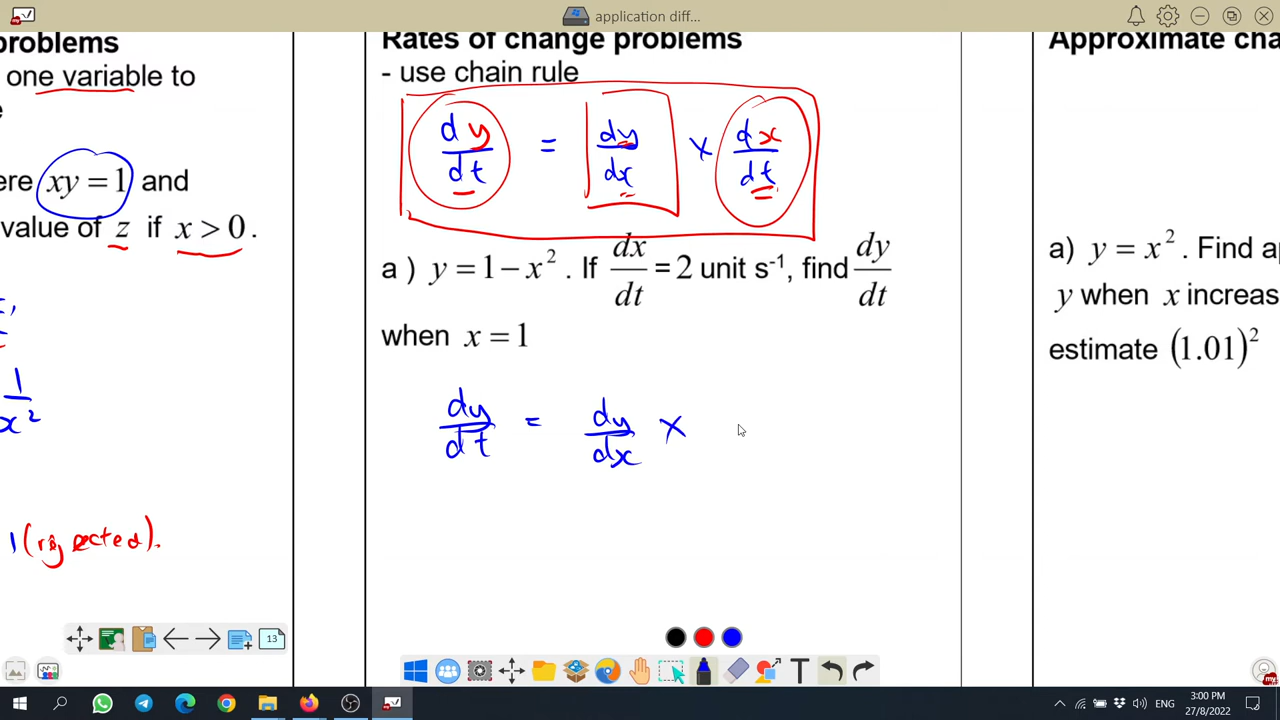 application diff...
problems
one variable to
e
ere xy = 1 and
value of z if x > 0 .
1
x²
1 (rejected).
Rates of change problems
- use chain rule
dy/dt = dy/dx × dx/dt
a ) y = 1 − x² . If dx/dt = 2 unit s⁻¹, find dy/dt
when x = 1
dy/dt = dy/dx ×
Approximate cha
a) y = x² . Find a
y when x increas
estimate (1.01)²
13
T
ENG
3:00 PM
27/8/2022